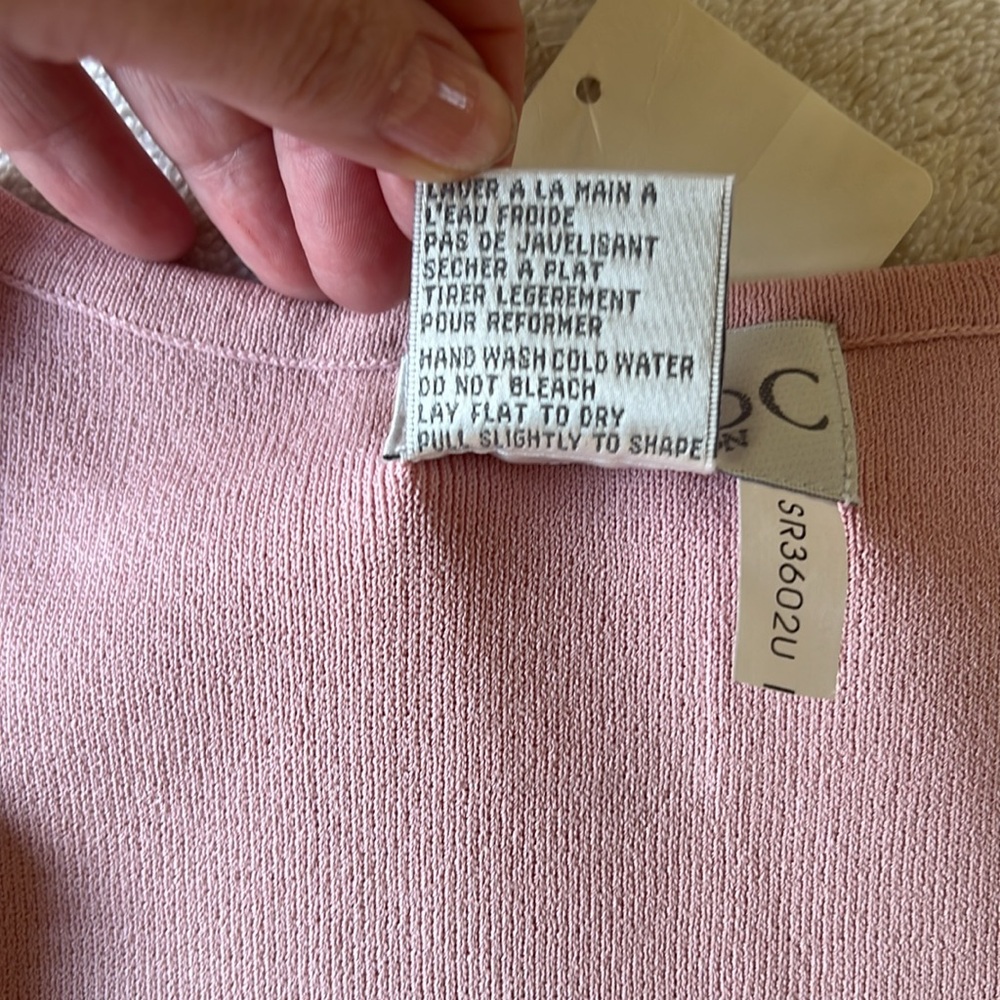 LAVER A LA MAIN A
L'EAU FROIDE
PAS DE JAVELISANT
SECHER A PLAT
TIRER LEGEREMENT
POUR REFORMER
HAND WASH COLD WATER
DO NOT BLEACH
LAY FLAT TO DRY
PULL SLIGHTLY TO SHAPE
SR3602U